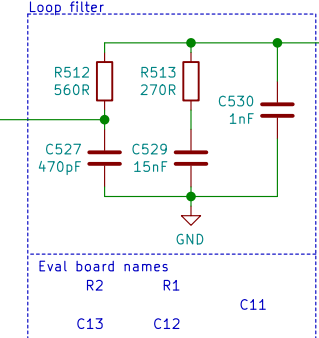 Loop filter
R512
560R
R513
270R
C530
1nF
C527
470pF
C529
15nF
GND
Eval board names
R2 R1
C11
C13 C12